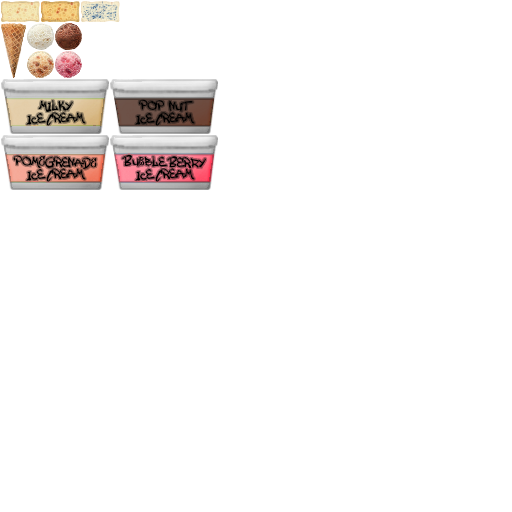 MILKY
ICE CREAM
POP NUT
ICE CREAM
POMEGRENADE
ICE CREAM
BUBBLE BERRY
ICE CREAM